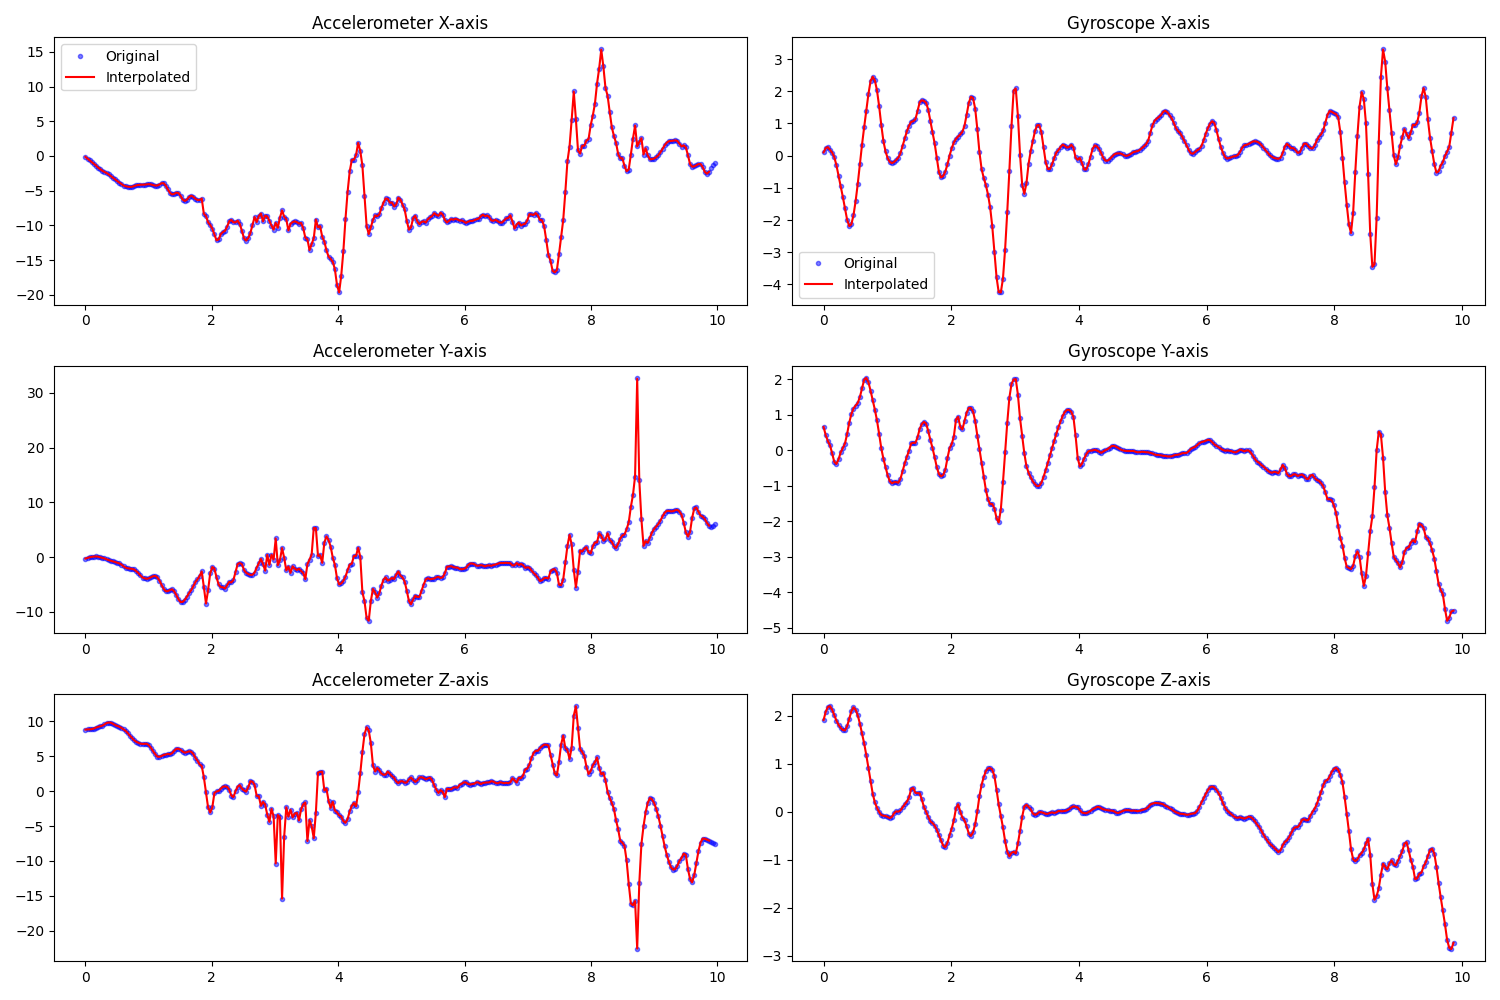 Accelerometer X-axis
15
10
5
0
−5
−10
−15
−20
Original
Interpolated
0 2 4 6 8 10
Gyroscope X-axis
3
2
1
0
−1
−2
−3
−4
Original
Interpolated
0 2 4 6 8 10
Accelerometer Y-axis
30
20
10
0
−10
0 2 4 6 8 10
Gyroscope Y-axis
2
1
0
−1
−2
−3
−4
−5
0 2 4 6 8 10
Accelerometer Z-axis
10
5
0
−5
−10
−15
−20
0 2 4 6 8 10
Gyroscope Z-axis
2
1
0
−1
−2
−3
0 2 4 6 8 10